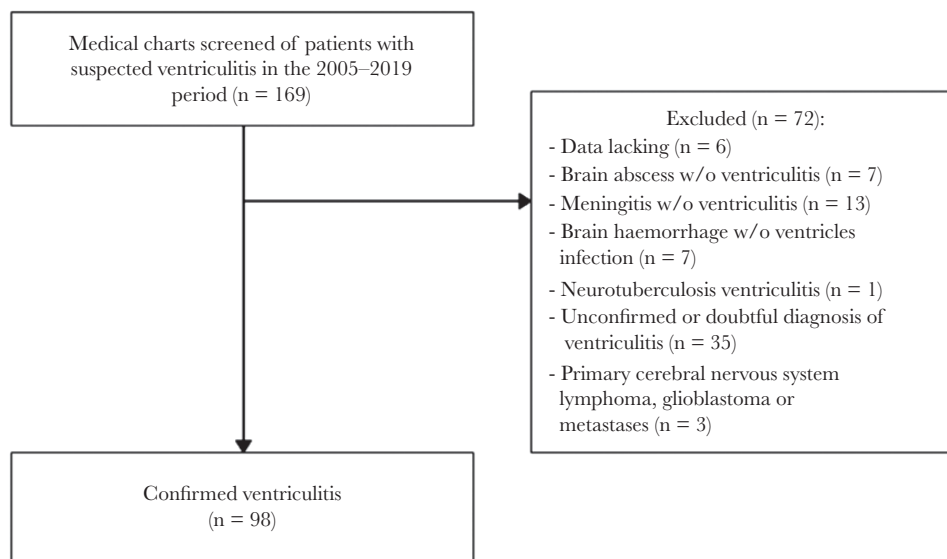 Medical charts screened of patients with
suspected ventriculitis in the 2005–2019
period (n = 169)
Excluded (n = 72):
- Data lacking (n = 6)
- Brain abscess w/o ventriculitis (n = 7)
- Meningitis w/o ventriculitis (n = 13)
- Brain haemorrhage w/o ventricles
infection (n = 7)
- Neurotuberculosis ventriculitis (n = 1)
- Unconfirmed or doubtful diagnosis of
ventriculitis (n = 35)
- Primary cerebral nervous system
lymphoma, glioblastoma or
metastases (n = 3)
Confirmed ventriculitis
(n = 98)